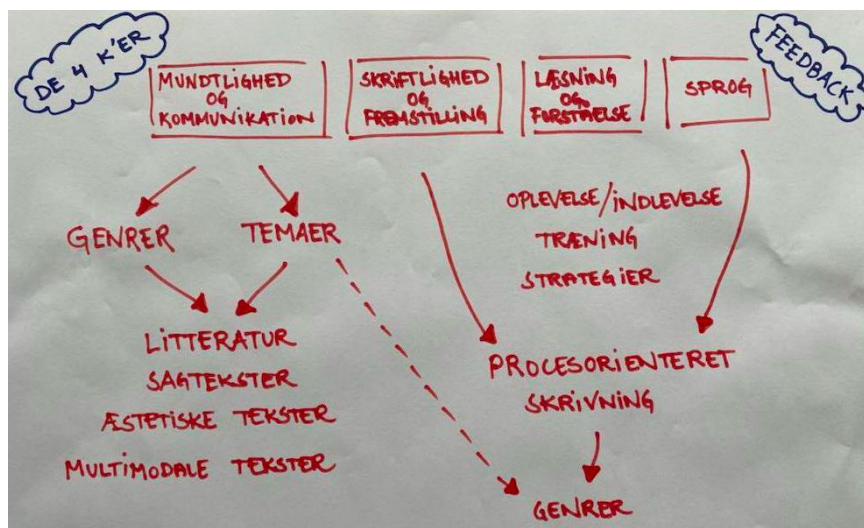 DE 4 K'ER
MUNDTLIGHED
OG
KOMMUNIKATION
SKRIFTLIGHED
OG
FREMSTILLING
LÆSNING
OG
FORSTÅELSE
SPROG
FEEDBACK
GENRER
TEMAER
OPLEVELSE/INDLEVELSE
TRÆNING
STRATEGIER
LITTERATUR
SAGTEKSTER
ÆSTETISKE TEKSTER
MULTIMODALE TEKSTER
PROCESORIENTERET
SKRIVNING
GENRER